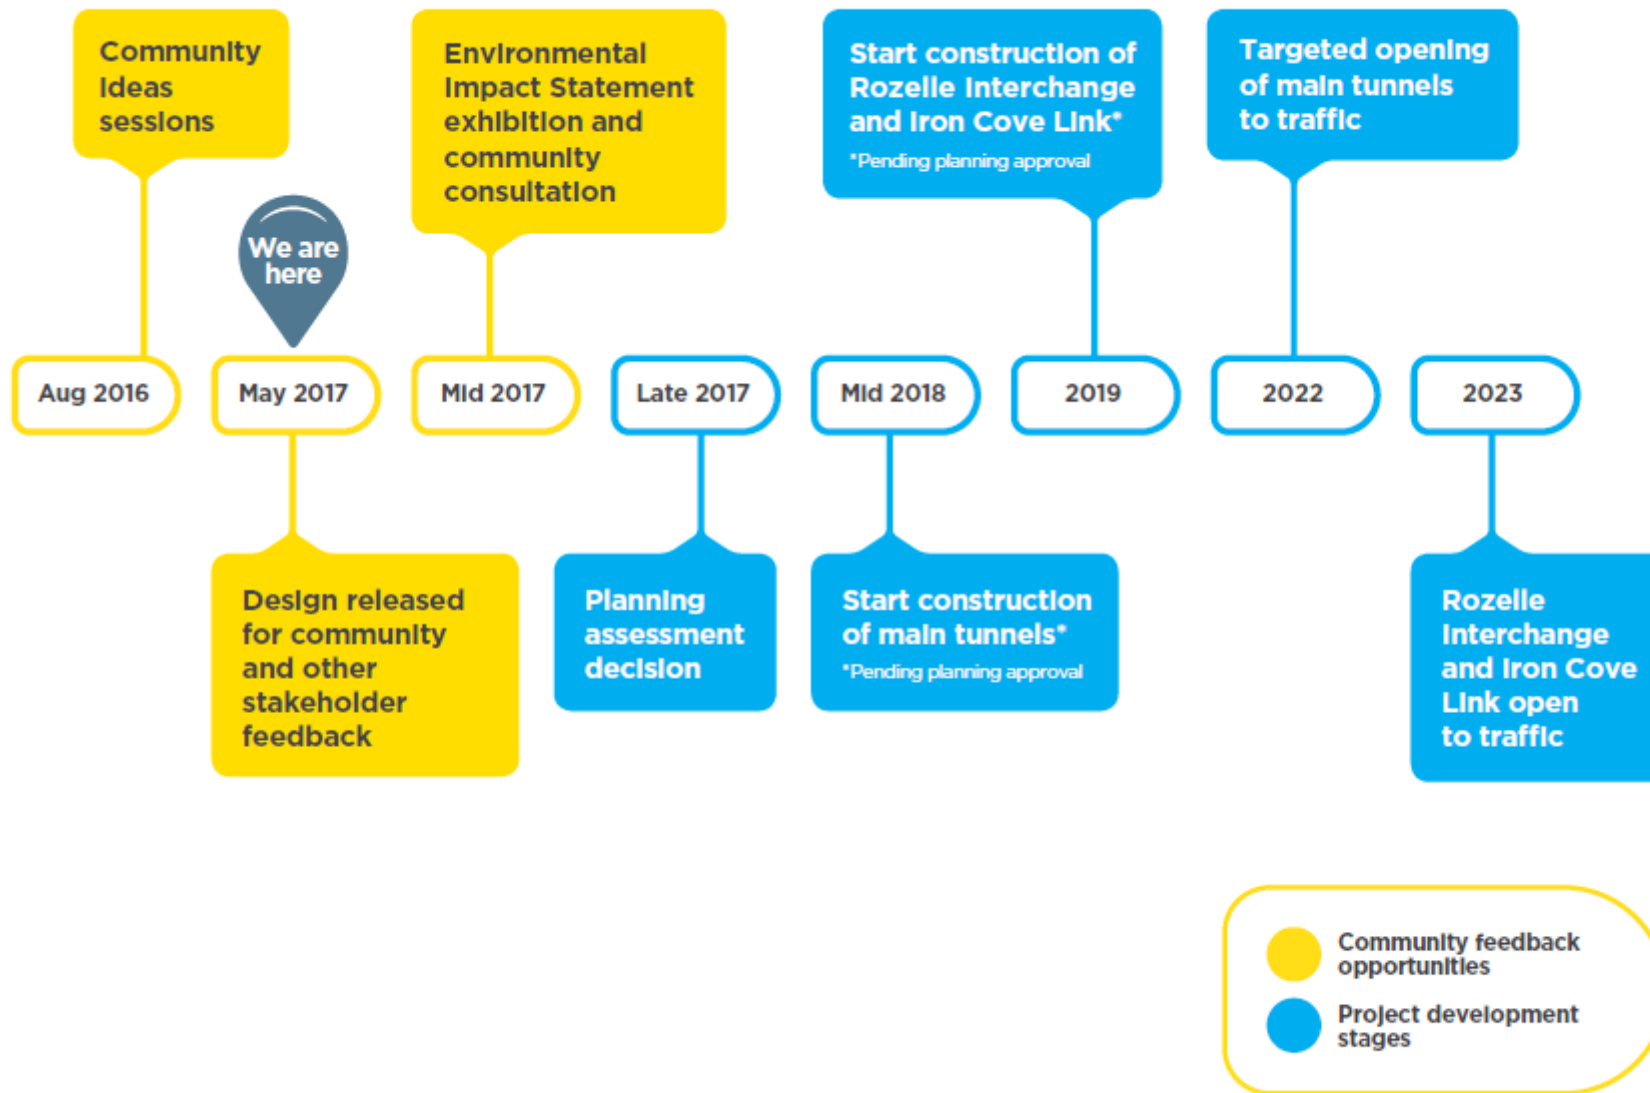 Community
Ideas
sessions
Environmental
Impact Statement
exhibition and
community
consultation
Start construction of
Rozelle Interchange
and Iron Cove Link*
*Pending planning approval
Targeted opening
of main tunnels
to traffic
We are
here
Aug 2016
May 2017
Mid 2017
Late 2017
Mid 2018
2019
2022
2023
Design released
for community
and other
stakeholder
feedback
Planning
assessment
decision
Start construction
of main tunnels*
*Pending planning approval
Rozelle
Interchange
and Iron Cove
Link open
to traffic
Community feedback
opportunities
Project development
stages